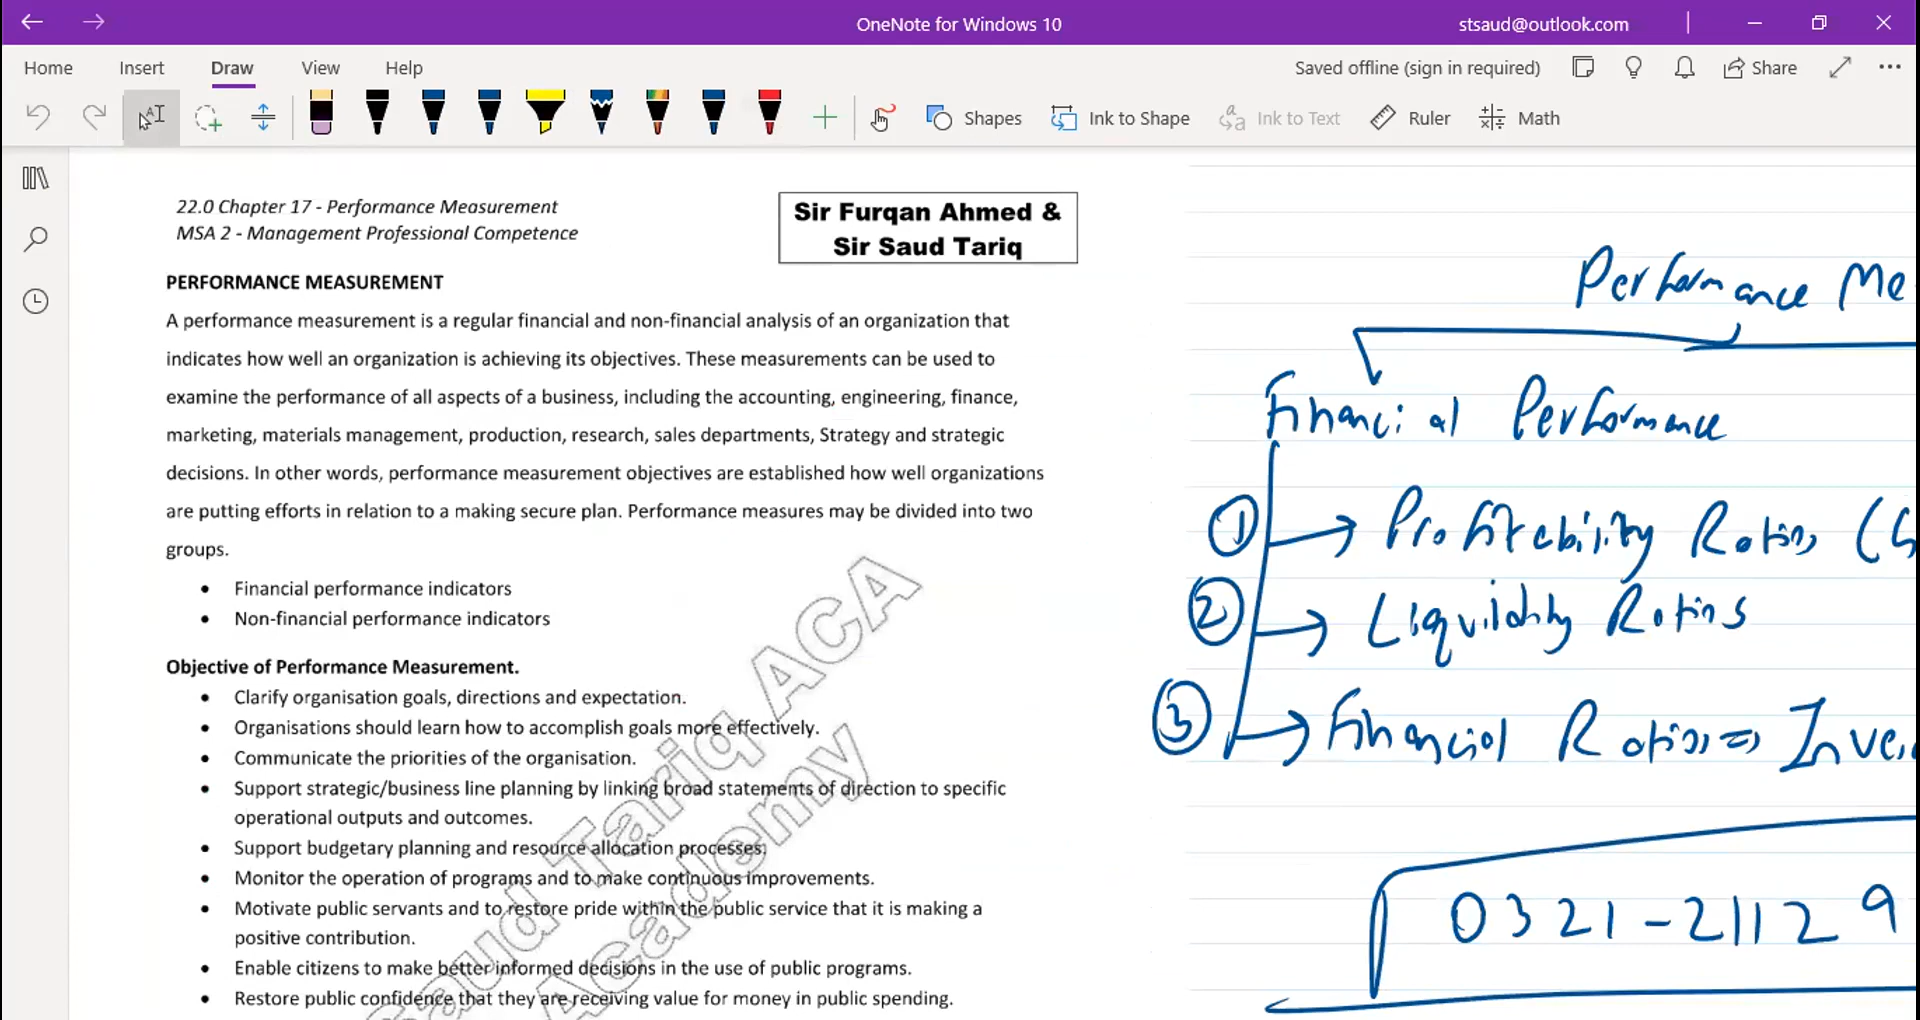 OneNote for Windows 10
stsaud@outlook.com
Home Insert Draw View Help
Saved offline (sign in required) Share
Shapes Ink to Shape Ink to Text Ruler Math
22.0 Chapter 17 - Performance Measurement
MSA 2 - Management Professional Competence
Sir Furqan Ahmed &
Sir Saud Tariq
PERFORMANCE MEASUREMENT
A performance measurement is a regular financial and non-financial analysis of an organization that
indicates how well an organization is achieving its objectives. These measurements can be used to
examine the performance of all aspects of a business, including the accounting, engineering, finance,
marketing, materials management, production, research, sales departments, Strategy and strategic
decisions. In other words, performance measurement objectives are established how well organizations
are putting efforts in relation to a making secure plan. Performance measures may be divided into two
groups.
• Financial performance indicators
• Non-financial performance indicators
Objective of Performance Measurement.
• Clarify organisation goals, directions and expectation.
• Organisations should learn how to accomplish goals more effectively.
• Communicate the priorities of the organisation.
• Support strategic/business line planning by linking broad statements of direction to specific
operational outputs and outcomes.
• Support budgetary planning and resource allocation processes.
• Monitor the operation of programs and to make continuous improvements.
• Motivate public servants and to restore pride within the public service that it is making a
positive contribution.
• Enable citizens to make better informed decisions in the use of public programs.
• Restore public confidence that they are receiving value for money in public spending.
Saud Tariq ACA
Academy
Performance Me
Financial Performance
① → Profitability Ratios (G
② → Liquidity Ratios
③ → Financial Ratios = Inves
0321-21129